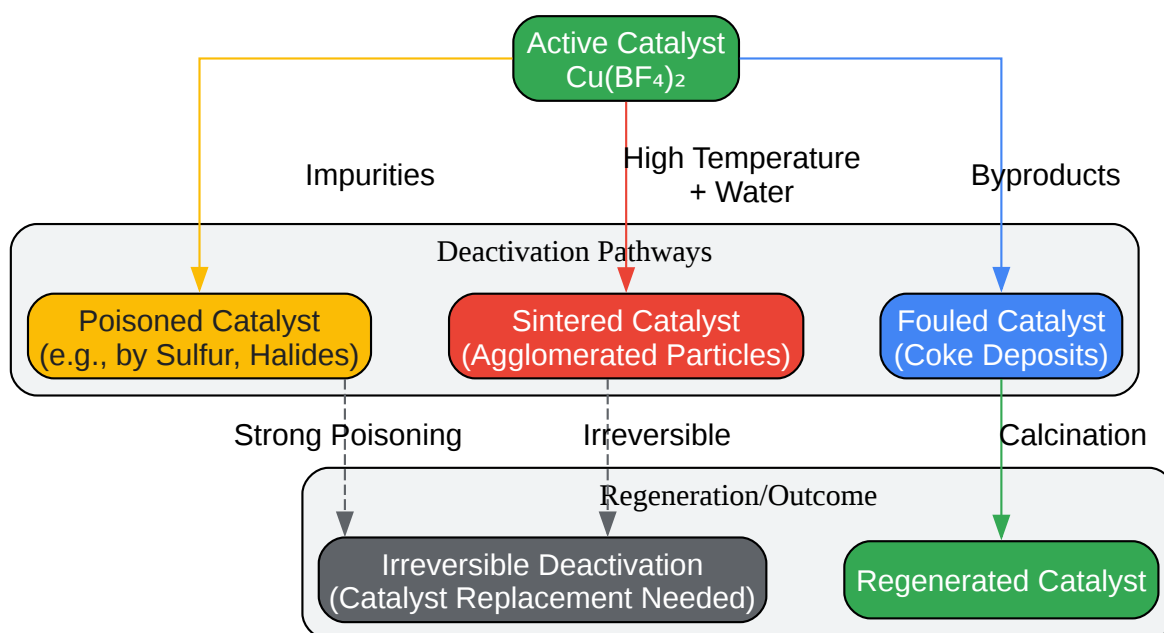 Active Catalyst
Cu(BF₄)₂
Impurities
High Temperature
+ Water
Byproducts
Deactivation Pathways
Poisoned Catalyst
(e.g., by Sulfur, Halides)
Sintered Catalyst
(Agglomerated Particles)
Fouled Catalyst
(Coke Deposits)
Strong Poisoning
Irreversible
Calcination
Regeneration/Outcome
Irreversible Deactivation
(Catalyst Replacement Needed)
Regenerated Catalyst